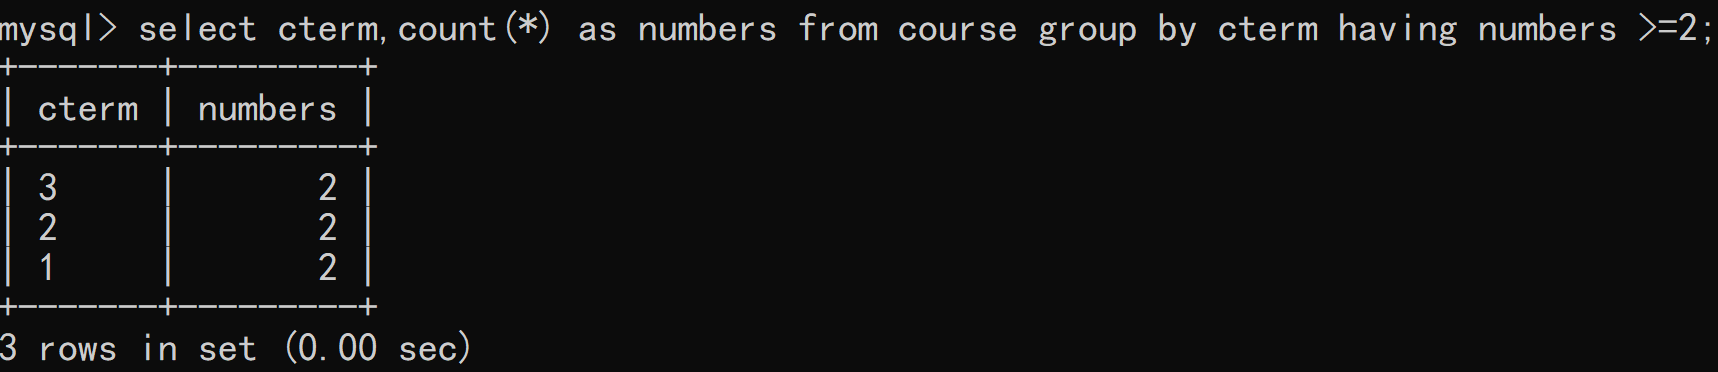 mysql> select cterm,count(*) as numbers from course group by cterm having numbers >=2;
+-------+---------+
| cterm | numbers |
+-------+---------+
| 3     |       2 |
| 2     |       2 |
| 1     |       2 |
+-------+---------+
3 rows in set (0.00 sec)